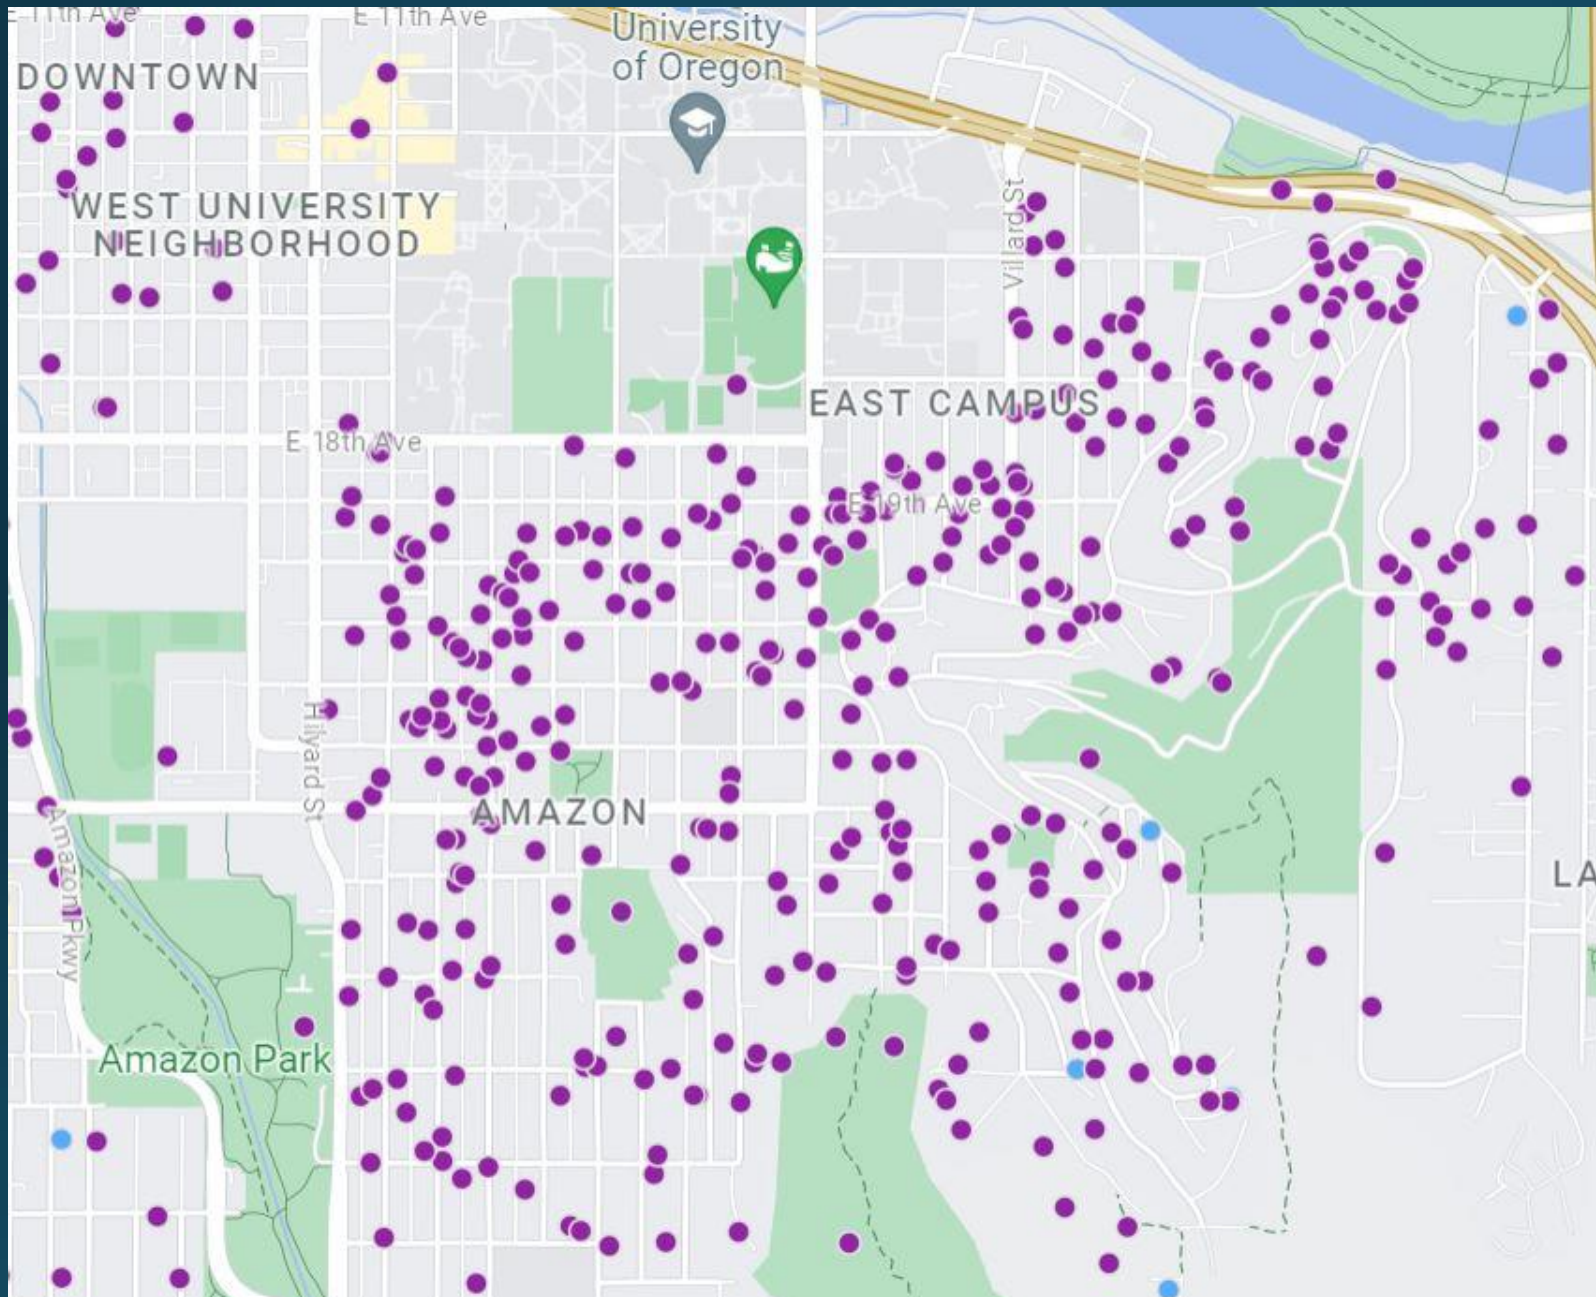 E 11th Ave
E 11th Ave
University
of Oregon
DOWNTOWN
WEST UNIVERSITY
NEIGHBORHOOD
Villard St
EAST CAMPUS
E 18th Ave
E 19th Ave
Hilyard St
AMAZON
Amazon Pkwy
LA
Amazon Park